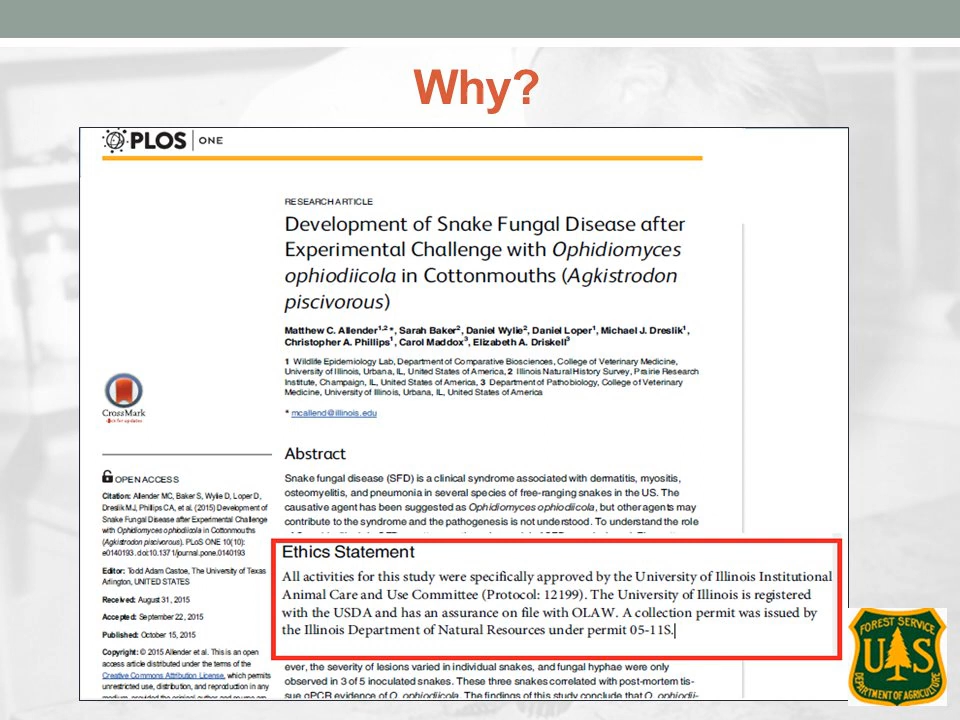 Why?
PLOS | ONE
RESEARCH ARTICLE
Development of Snake Fungal Disease after
Experimental Challenge with Ophidiomyces
ophiodiicola in Cottonmouths (Agkistrodon
piscivorous)
Matthew C. Allender1,2*, Sarah Baker2, Daniel Wylie2, Daniel Loper1, Michael J. Dreslik1,
Christopher A. Phillips1, Carol Maddox3, Elizabeth A. Driskell3
1 Wildlife Epidemiology Lab, Department of Comparative Biosciences, College of Veterinary Medicine,
University of Illinois, Urbana, IL, United States of America, 2 Illinois Natural History Survey, Prairie Research
Institute, Champaign, IL, United States of America, 3 Department of Pathobiology, College of Veterinary
Medicine, University of Illinois, Urbana, IL, United States of America
* mcallend@illinois.edu
CrossMark
click for updates
OPEN ACCESS
Citation: Allender MC, Baker S, Wylie D, Loper D,
Dreslik MJ, Phillips CA, et al. (2015) Development of
Snake Fungal Disease after Experimental Challenge
with Ophidiomyces ophiodiicola in Cottonmouths
(Agkistrodon piscivorous). PLoS ONE 10(10):
e0140193. doi:10.1371/journal.pone.0140193
Editor: Todd Adam Castoe, The University of Texas
Arlington, UNITED STATES
Received: August 31, 2015
Accepted: September 22, 2015
Published: October 15, 2015
Copyright: © 2015 Allender et al. This is an open
access article distributed under the terms of the
Creative Commons Attribution License, which permits
unrestricted use, distribution, and reproduction in any
Abstract
Snake fungal disease (SFD) is a clinical syndrome associated with dermatitis, myositis,
osteomyelitis, and pneumonia in several species of free-ranging snakes in the US. The
causative agent has been suggested as Ophidiomyces ophiodiicola, but other agents may
contribute to the syndrome and the pathogenesis is not understood. To understand the role
Ethics Statement
All activities for this study were specifically approved by the University of Illinois Institutional
Animal Care and Use Committee (Protocol: 12199). The University of Illinois is registered
with the USDA and has an assurance on file with OLAW. A collection permit was issued by
the Illinois Department of Natural Resources under permit 05-11S.
ever, the severity of lesions varied in individual snakes, and fungal hyphae were only
observed in 3 of 5 inoculated snakes. These three snakes correlated with post-mortem tis-
sue qPCR evidence of O. ophiodiicola. The findings of this study conclude that O. ophiodii-
FOREST SERVICE
U S
DEPARTMENT OF AGRICULTURE